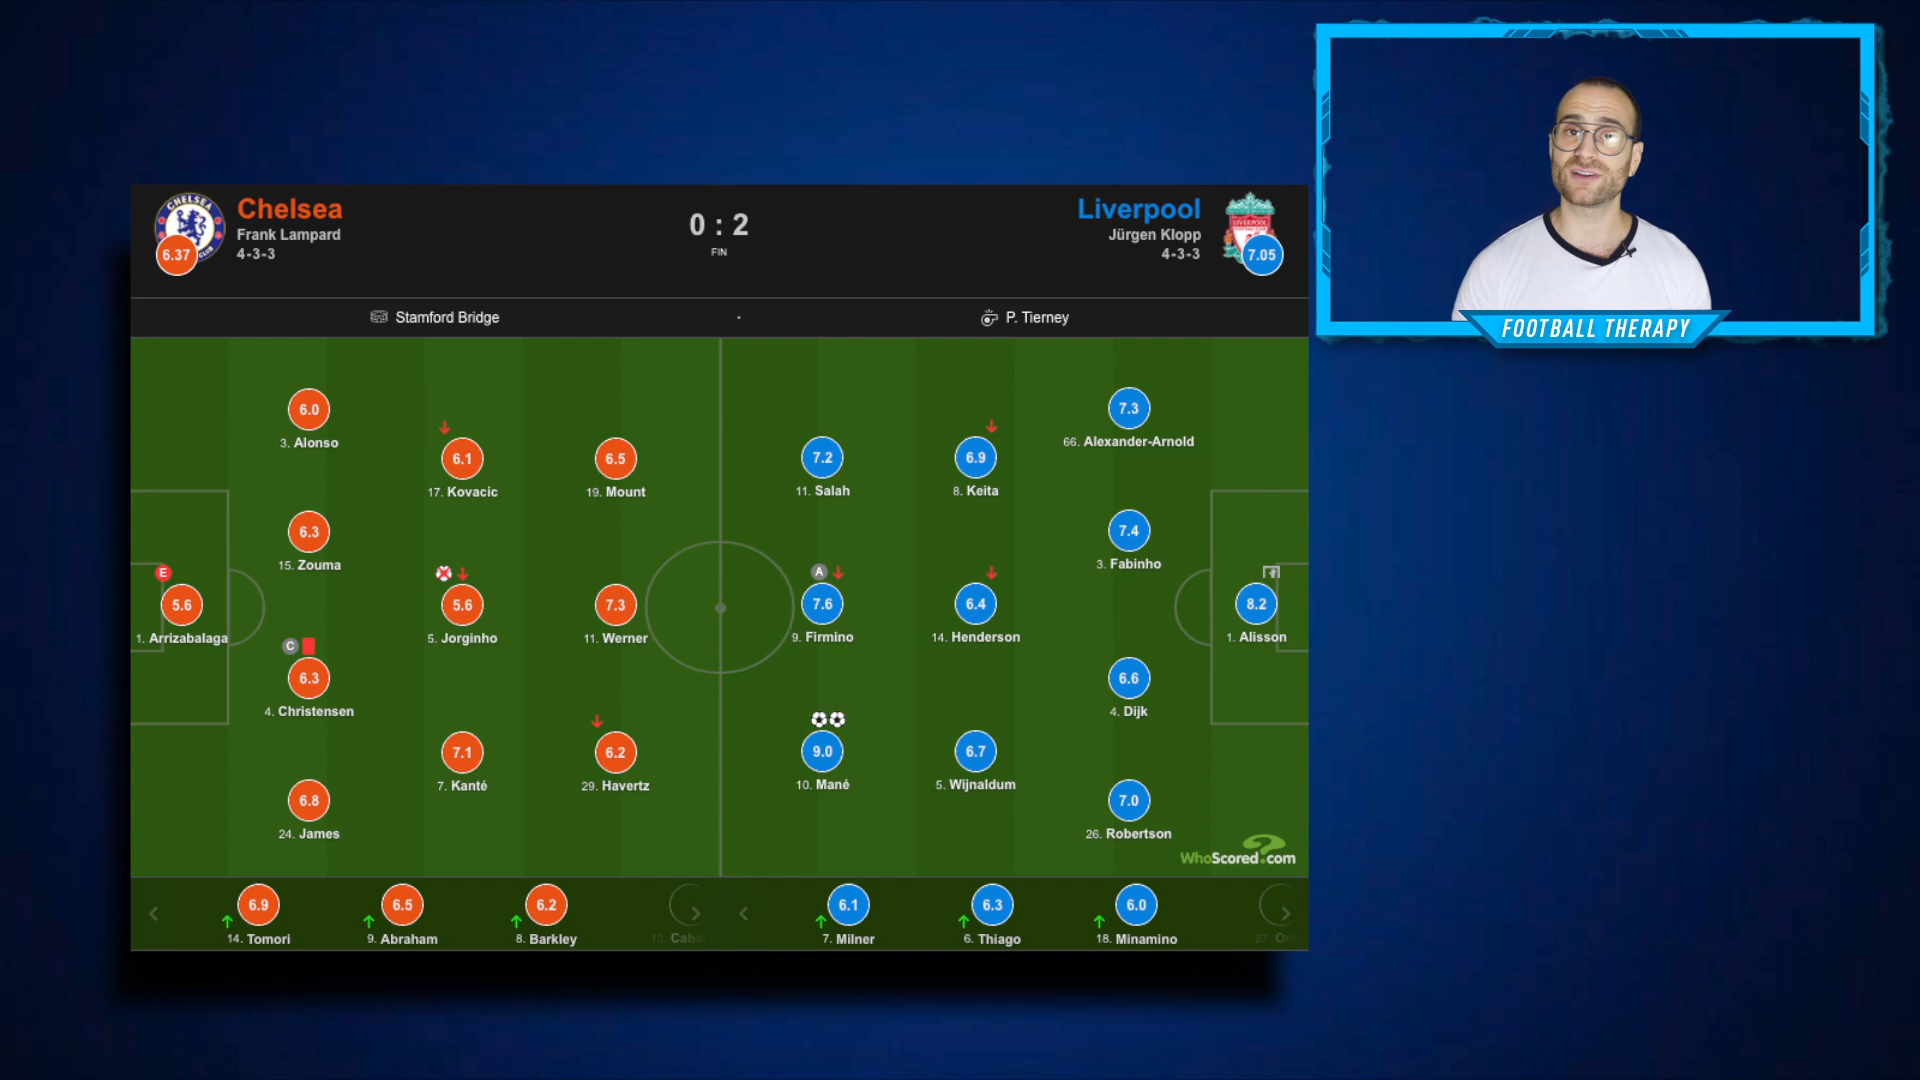 Chelsea
Frank Lampard
4-3-3
6.37
0 : 2
FIN
Liverpool
Jürgen Klopp
4-3-3
7.05
Stamford Bridge
P. Tierney
6.0
3. Alonso
6.3
15. Zouma
E
5.6
1. Arrizabalaga
C
6.3
4. Christensen
6.8
24. James
6.1
17. Kovacic
5.6
5. Jorginho
7.1
7. Kanté
6.5
19. Mount
7.3
11. Werner
6.2
29. Havertz
7.2
11. Salah
A
7.6
9. Firmino
9.0
10. Mané
6.9
8. Keita
6.4
14. Henderson
6.7
5. Wijnaldum
7.3
66. Alexander-Arnold
7.4
3. Fabinho
6.6
4. Dijk
7.0
26. Robertson
8.2
1. Alisson
WhoScored.com
6.9
14. Tomori
6.5
9. Abraham
6.2
8. Barkley
13. Caba
6.1
7. Milner
6.3
6. Thiago
6.0
18. Minamino
27.
FOOTBALL THERAPY
CHELSEA
LIVERPOOL